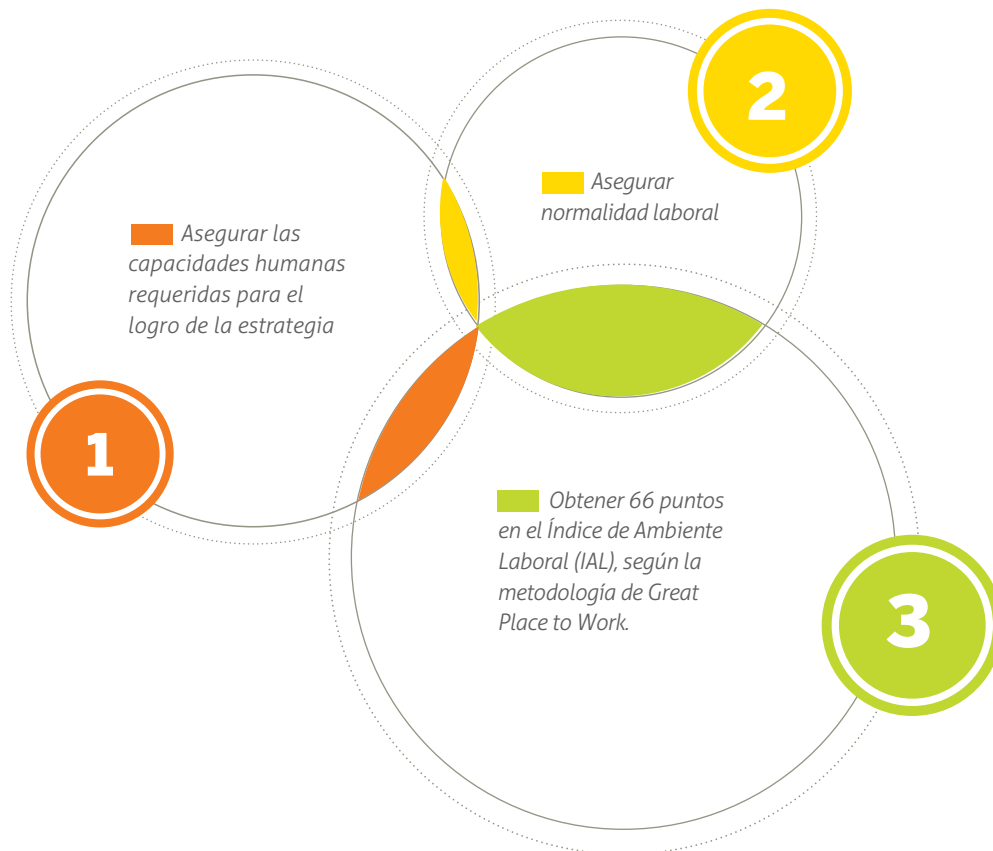 1
Asegurar las
capacidades humanas
requeridas para el
logro de la estrategia
2
Asegurar
normalidad laboral
3
Obtener 66 puntos
en el Índice de Ambiente
Laboral (IAL), según la
metodología de Great
Place to Work.